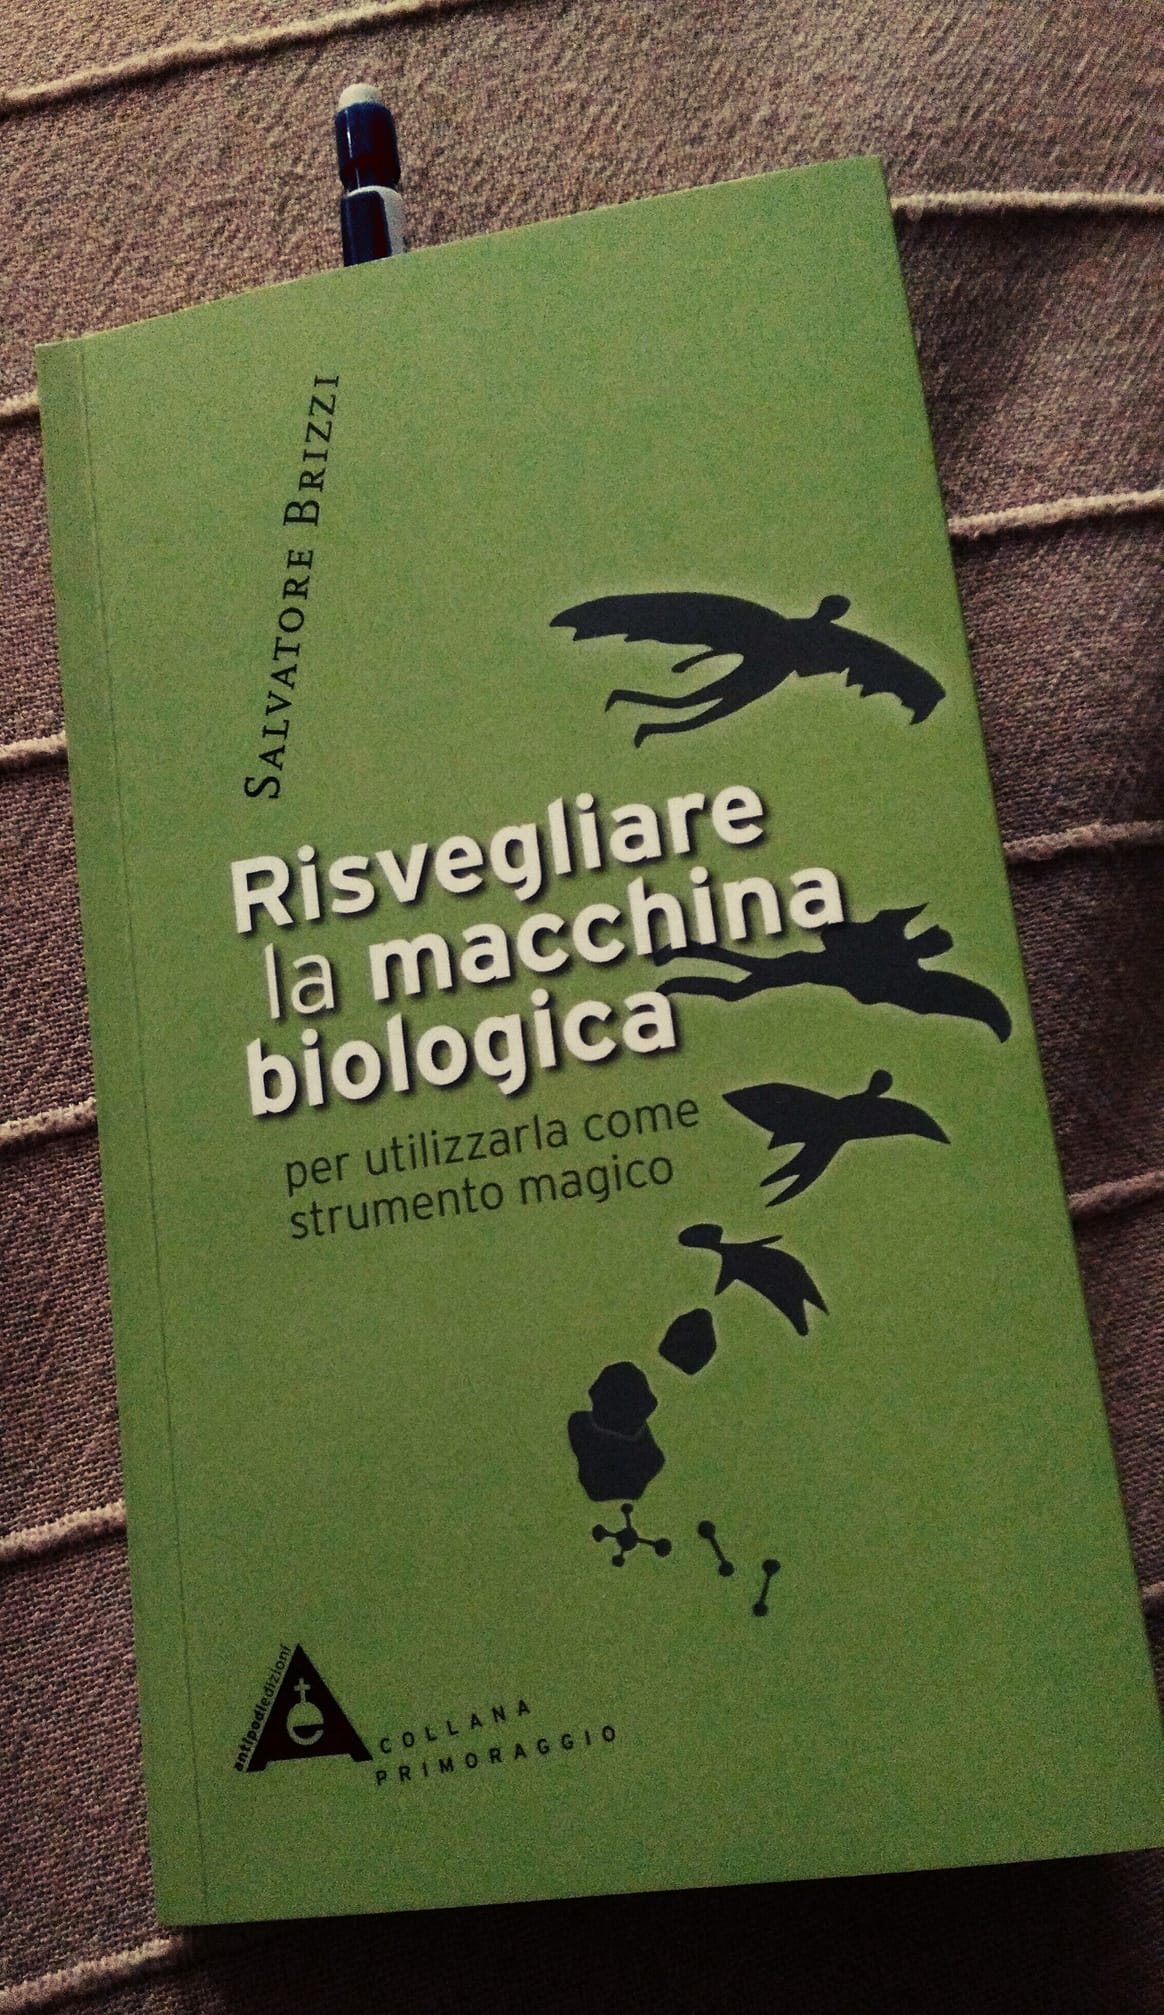 SALVATORE BRIZZI
Risvegliare
la macchina
biologica
per utilizzarla come
strumento magico
antipodiedizioni
COLLANA
PRIMORAGGIO